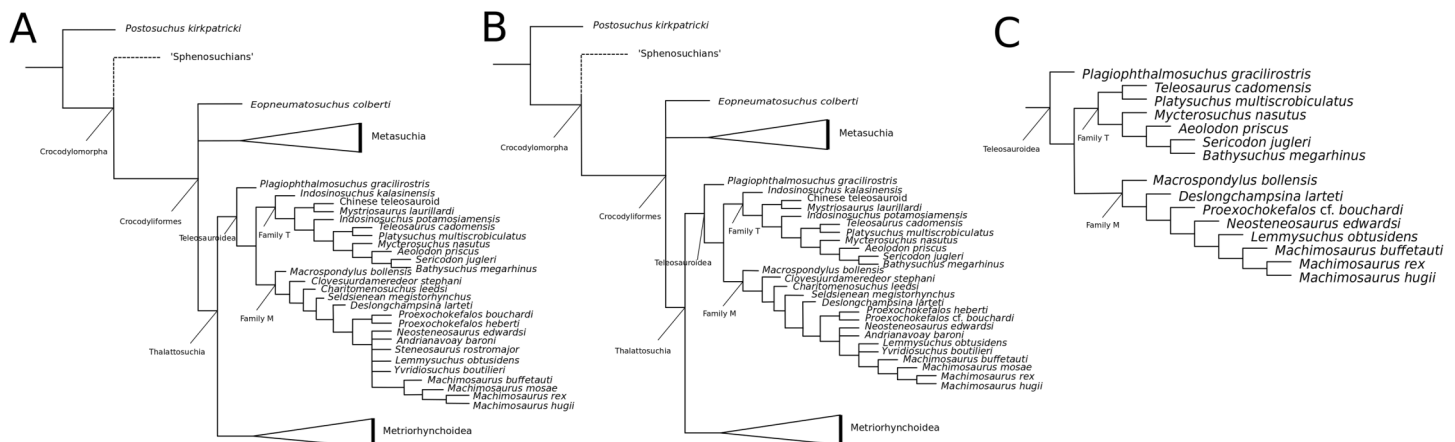 A
Postosuchus kirkpatricki
'Sphenosuchians'
Eopneumatosuchus colberti
Metasuchia
Crocodylomorpha
Plagiophthalmosuchus gracilirostris
Indosinosuchus kalasinensis
Chinese teleosauroid
Mystriosaurus laurillardi
Indosinosuchus potamosiamensis
Crocodyliformes
Teleosaurus cadomensis
Teleosauroidea
Family T
Platysuchus multiscrobiculatus
Mycterosuchus nasutus
Aeolodon priscus
Sericodon jugleri
Bathysuchus megarhinus
Macrospondylus bollensis
Clovesuurdameredeor stephani
Charitomenosuchus leedsi
Seldsienean megistorhynchus
Deslongchampsina larteti
Family M
Proexochokefalos bouchardi
Proexochokefalos heberti
Neosteneosaurus edwardsi
Andrianavoay baroni
Steneosaurus rostromajor
Thalattosuchia
Lemmysuchus obtusidens
Yvridiosuchus boutilieri
Machimosaurus buffetauti
Machimosaurus mosae
Machimosaurus rex
Machimosaurus hugii
Metriorhynchoidea
B
Postosuchus kirkpatricki
'Sphenosuchians'
Eopneumatosuchus colberti
Metasuchia
Crocodylomorpha
Plagiophthalmosuchus gracilirostris
Indosinosuchus kalasinensis
Chinese teleosauroid
Mystriosaurus laurillardi
Indosinosuchus potamosiamensis
Crocodyliformes
Teleosaurus cadomensis
Platysuchus multiscrobiculatus
Family T
Mycterosuchus nasutus
Aeolodon priscus
Sericodon jugleri
Teleosauroidea
Bathysuchus megarhinus
Macrospondylus bollensis
Clovesuurdameredeor stephani
Charitomenosuchus leedsi
Seldsienean megistorhynchus
Deslongchampsina larteti
Proexochokefalos heberti
Family M
Proexochokefalos cf. bouchardi
Neosteneosaurus edwardsi
Andrianavoay baroni
Lemmysuchus obtusidens
Thalattosuchia
Yvridiosuchus boutilieri
Machimosaurus buffetauti
Machimosaurus mosae
Machimosaurus rex
Machimosaurus hugii
Metriorhynchoidea
C
Plagiophthalmosuchus gracilirostris
Teleosaurus cadomensis
Platysuchus multiscrobiculatus
Mycterosuchus nasutus
Aeolodon priscus
Family T
Sericodon jugleri
Teleosauroidea
Bathysuchus megarhinus
Macrospondylus bollensis
Deslongchampsina larteti
Proexochokefalos cf. bouchardi
Family M
Neosteneosaurus edwardsi
Lemmysuchus obtusidens
Machimosaurus buffetauti
Machimosaurus rex
Machimosaurus hugii